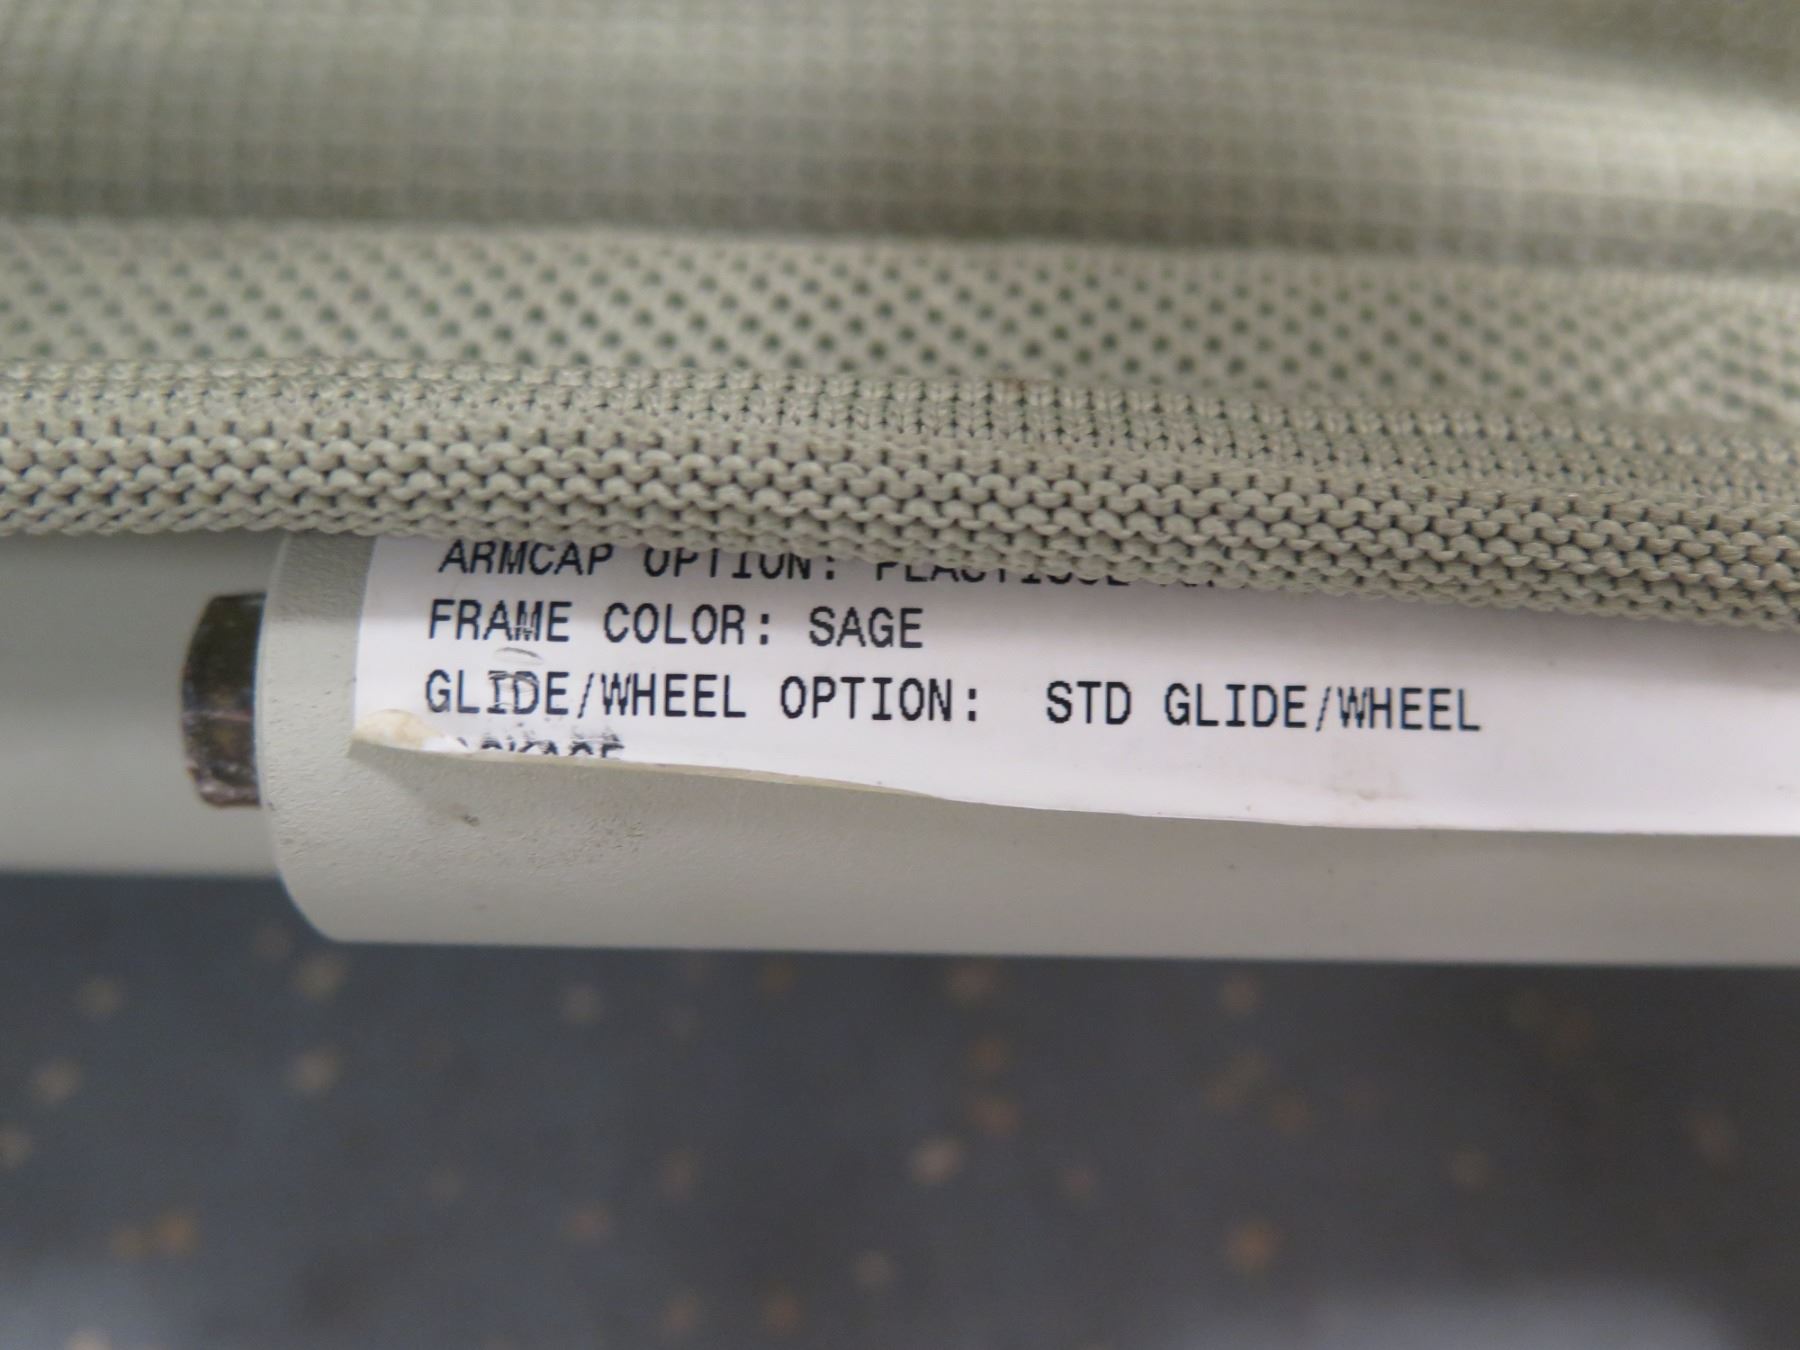 ARMCAP OPTION:
FRAME COLOR: SAGE
GLIDE/WHEEL OPTION: STD GLIDE/WHEEL